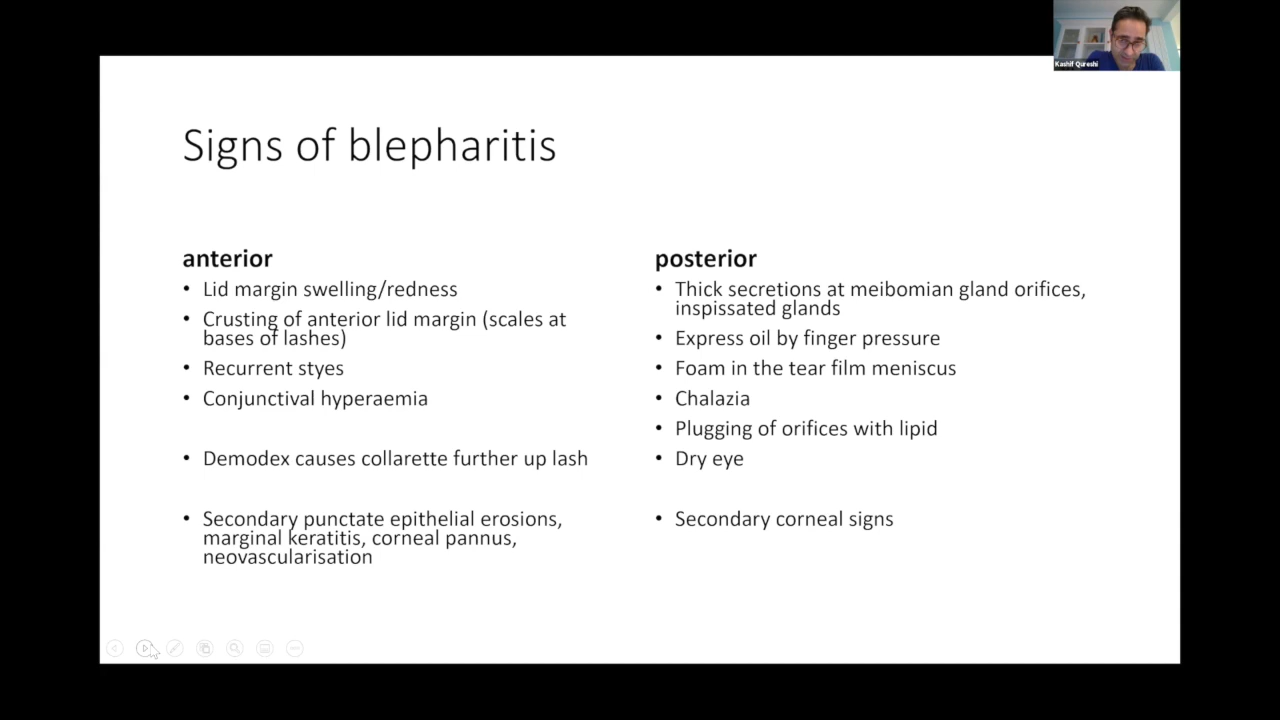 Kashif Qureshi
Signs of blepharitis
anterior
• Lid margin swelling/redness
• Crusting of anterior lid margin (scales at
bases of lashes)
• Recurrent styes
• Conjunctival hyperaemia
• Demodex causes collarette further up lash
• Secondary punctate epithelial erosions,
marginal keratitis, corneal pannus,
neovascularisation
posterior
• Thick secretions at meibomian gland orifices,
inspissated glands
• Express oil by finger pressure
• Foam in the tear film meniscus
• Chalazia
• Plugging of orifices with lipid
• Dry eye
• Secondary corneal signs